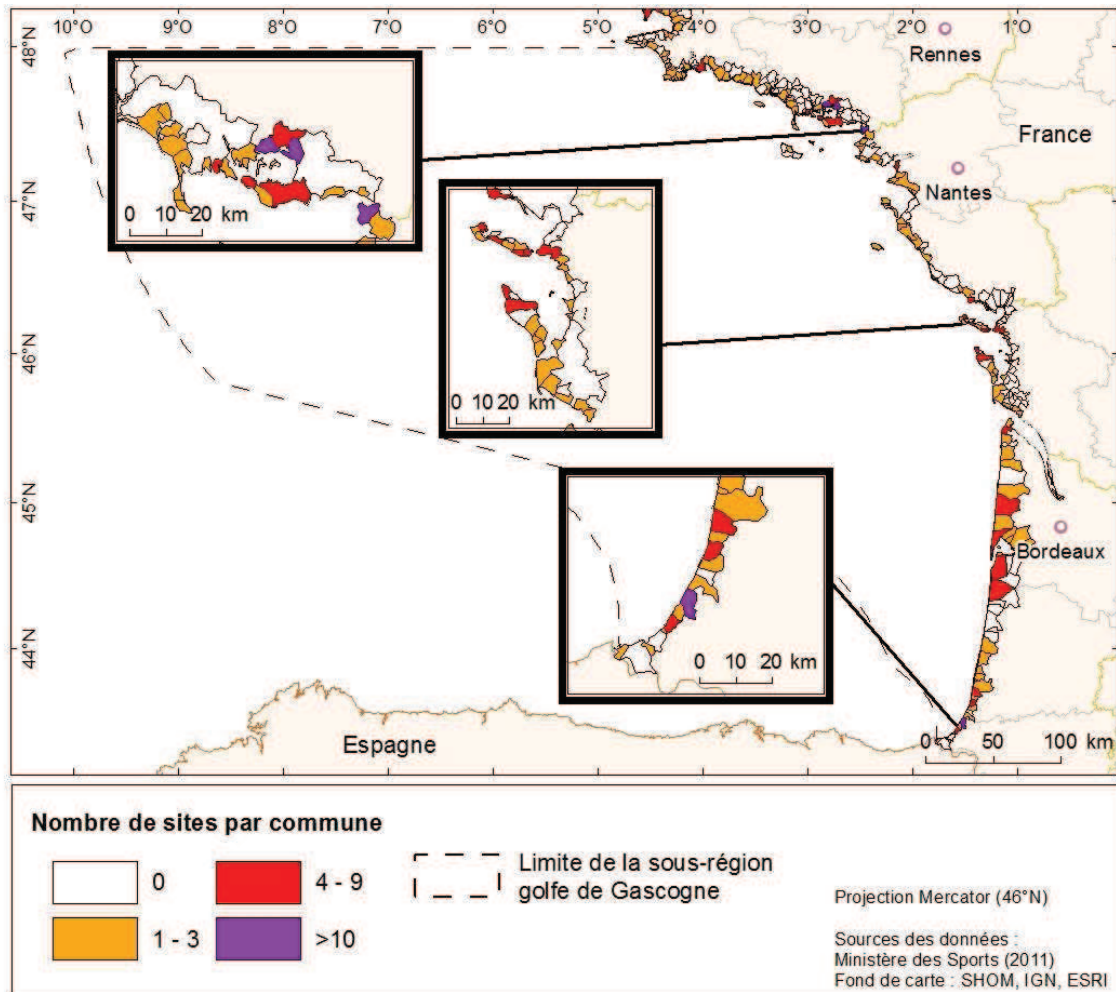 10°O 9°O 8°O 7°O 6°O 5°O 4°O 3°O 2°O 1°O
48°N
47°N
46°N
45°N
44°N
Rennes
France
Nantes
Bordeaux
Espagne
0 10 20 km
0 10 20 km
0 10 20 km
0 50 100 km
Nombre de sites par commune
0
4 - 9
1 - 3
>10
Limite de la sous-région
golfe de Gascogne
Projection Mercator (46°N)
Sources des données :
Ministère des Sports (2011)
Fond de carte : SHOM, IGN, ESRI